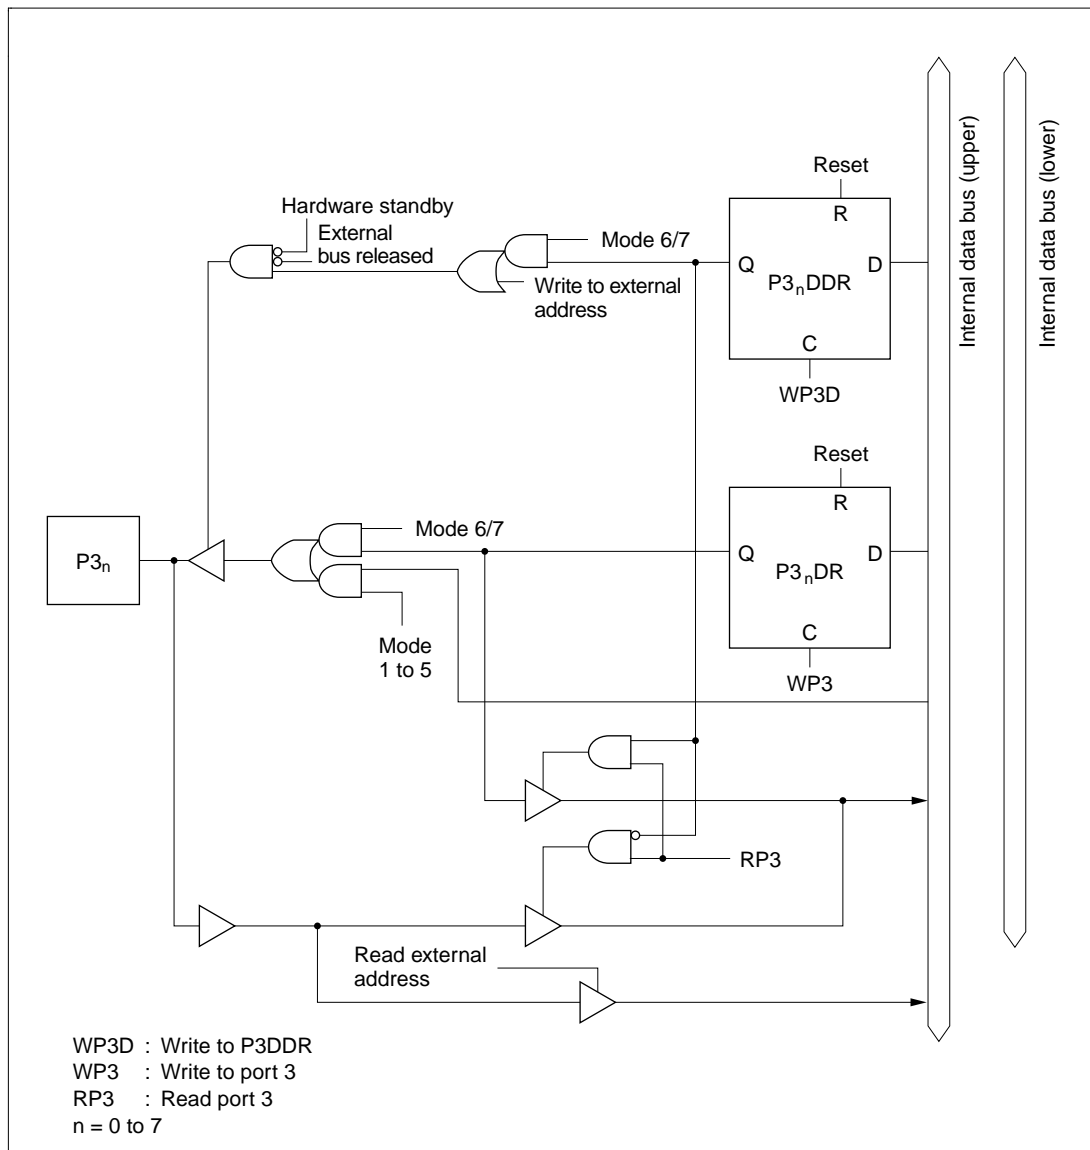 Reset
R
Hardware standby
External
bus released
Mode 6/7
Q
D
P3nDDR
Write to external
address
C
WP3D
Internal data bus (upper)
Internal data bus (lower)
Reset
R
Mode 6/7
P3n
Q
D
P3nDR
C
Mode
1 to 5
WP3
RP3
Read external
address
WP3D : Write to P3DDR
WP3 : Write to port 3
RP3 : Read port 3
n = 0 to 7